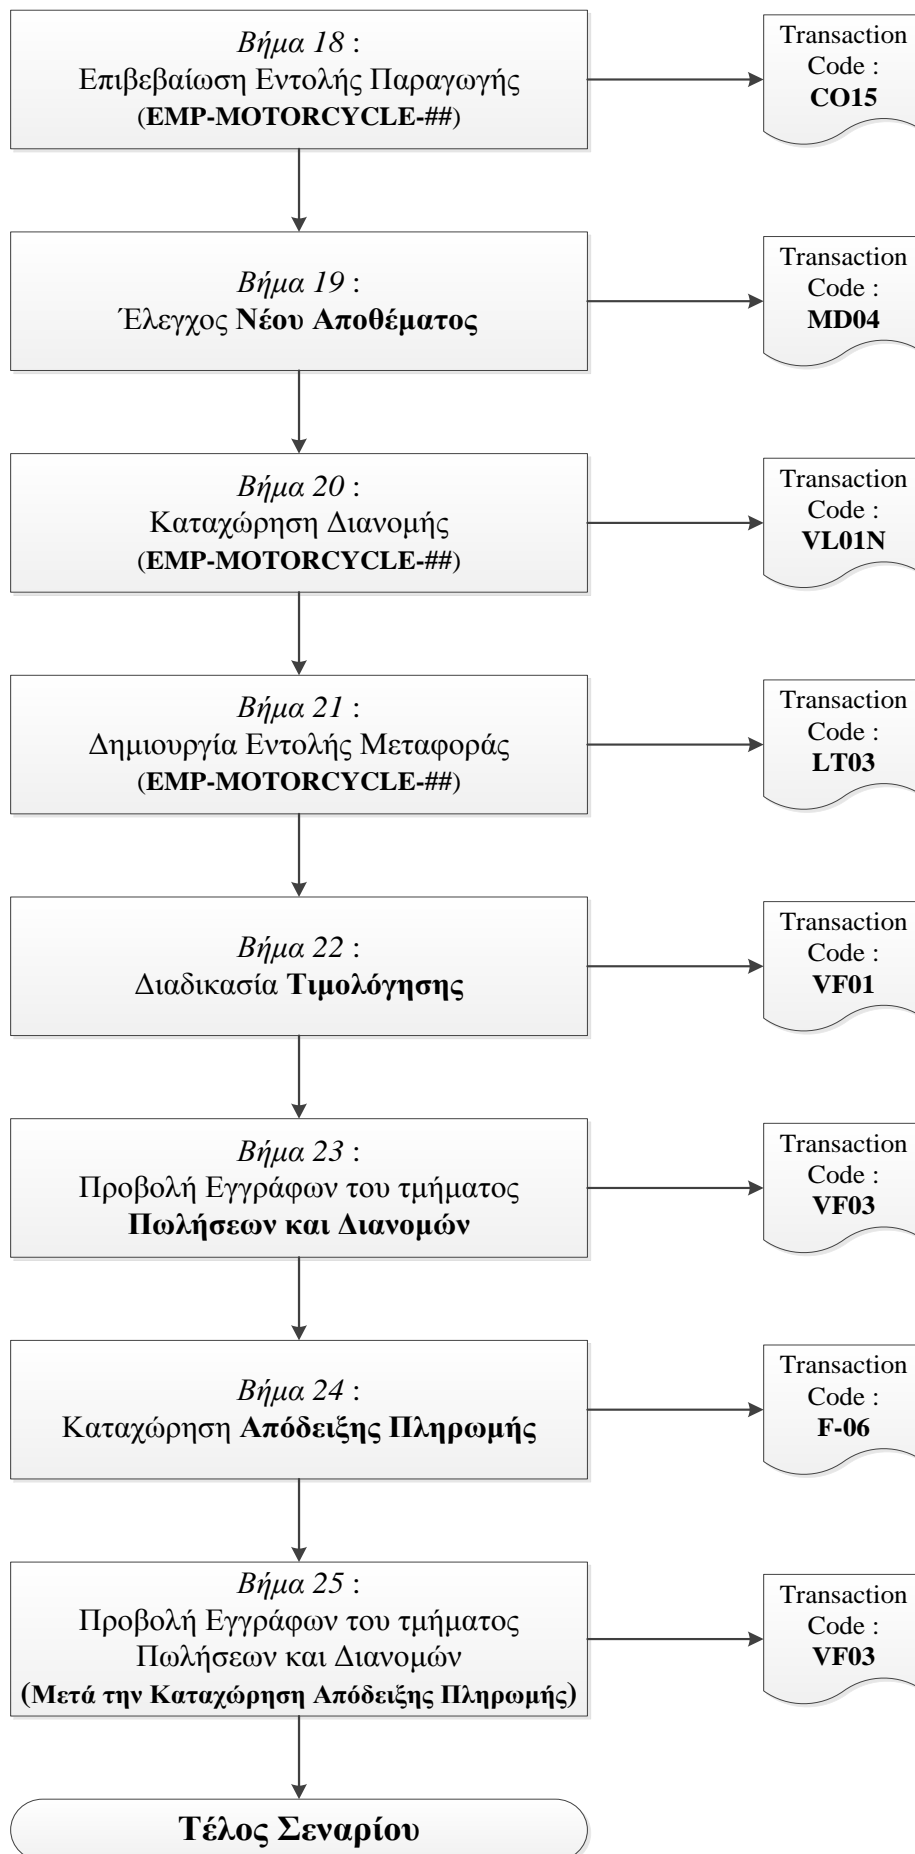 Βήμα 18 :
Επιβεβαίωση Εντολής Παραγωγής
(EMP-MOTORCYCLE-##)
Transaction
Code :
CO15
Βήμα 19 :
Έλεγχος Νέου Αποθέματος
Transaction
Code :
MD04
Βήμα 20 :
Καταχώρηση Διανομής
(EMP-MOTORCYCLE-##)
Transaction
Code :
VL01N
Βήμα 21 :
Δημιουργία Εντολής Μεταφοράς
(EMP-MOTORCYCLE-##)
Transaction
Code :
LT03
Βήμα 22 :
Διαδικασία Τιμολόγησης
Transaction
Code :
VF01
Βήμα 23 :
Προβολή Εγγράφων του τμήματος
Πωλήσεων και Διανομών
Transaction
Code :
VF03
Βήμα 24 :
Καταχώρηση Απόδειξης Πληρωμής
Transaction
Code :
F-06
Βήμα 25 :
Προβολή Εγγράφων του τμήματος
Πωλήσεων και Διανομών
(Μετά την Καταχώρηση Απόδειξης Πληρωμής)
Transaction
Code :
VF03
Τέλος Σεναρίου